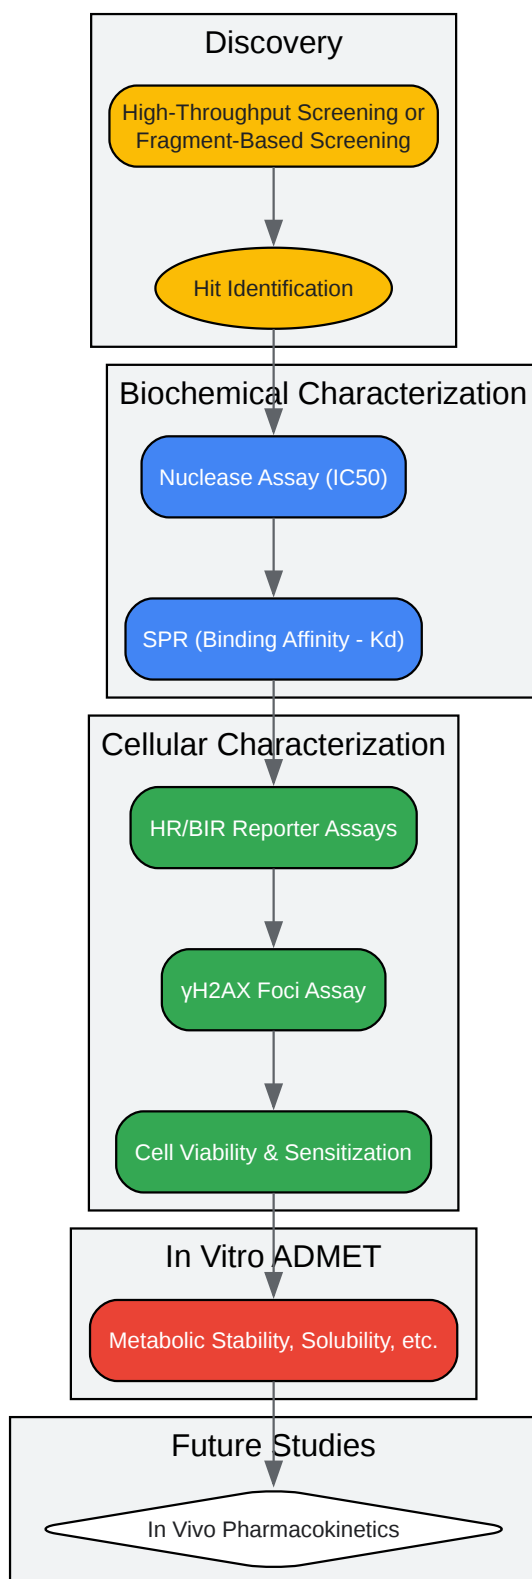 Discovery
High-Throughput Screening or
Fragment-Based Screening
Hit Identification
Biochemical Characterization
Nuclease Assay (IC50)
SPR (Binding Affinity - Kd)
Cellular Characterization
HR/BIR Reporter Assays
γH2AX Foci Assay
Cell Viability & Sensitization
In Vitro ADMET
Metabolic Stability, Solubility, etc.
Future Studies
In Vivo Pharmacokinetics